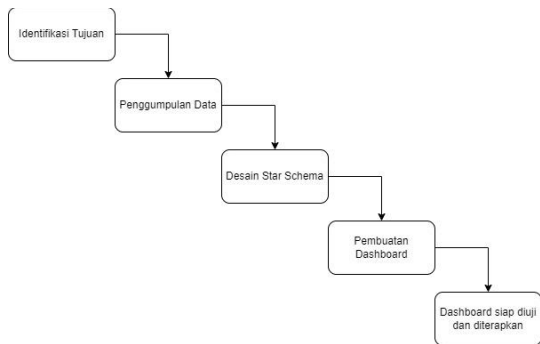 Identifikasi Tujuan
Penggumpulan Data
Desain Star Schema
Pembuatan
Dashboard
Dashboard siap diuji
dan diterapkan